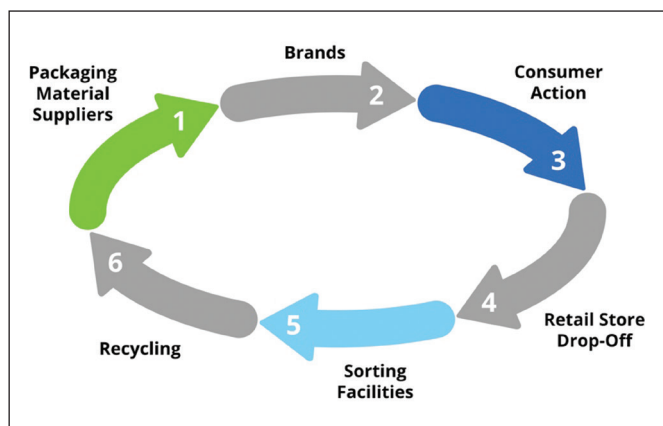 Packaging
Material
Suppliers
1
Brands
2
Consumer
Action
3
4
Retail Store
Drop-Off
5
Sorting
Facilities
6
Recycling